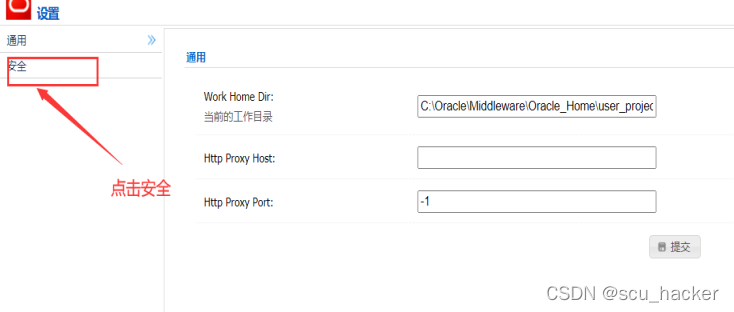 设置
通用
安全
点击安全
通用
Work Home Dir:
当前的工作目录
C:\Oracle\Middleware\Oracle_Home\user_projec
Http Proxy Host:
Http Proxy Port:
-1
提交
CSDN @scu_hacker